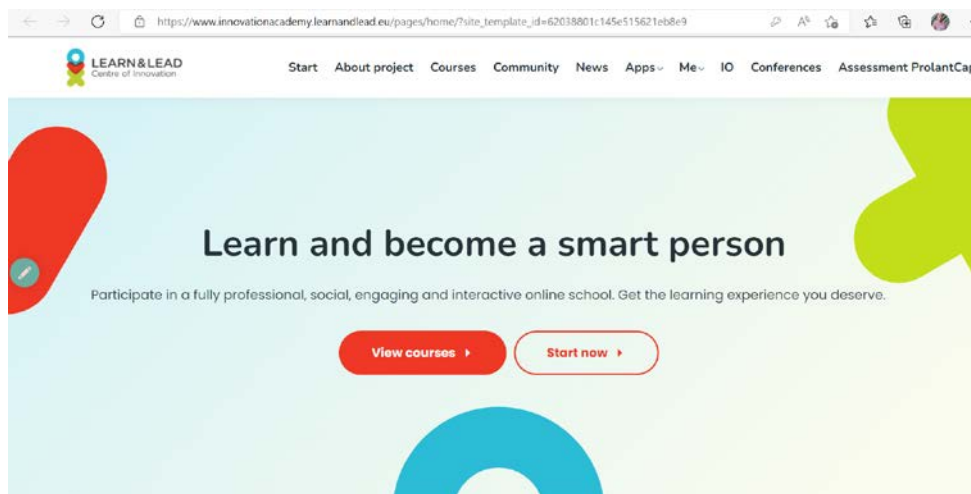 https://www.innovationacademy.learnandlead.eu/pages/home/?site_template_id=62038801c145e515621eb8e9
LEARN&LEAD
Centre of Innovation
Start About project Courses Community News Apps Me IO Conferences Assessment ProlantCap
Learn and become a smart person
Participate in a fully professional, social, engaging and interactive online school. Get the learning experience you deserve.
View courses
Start now